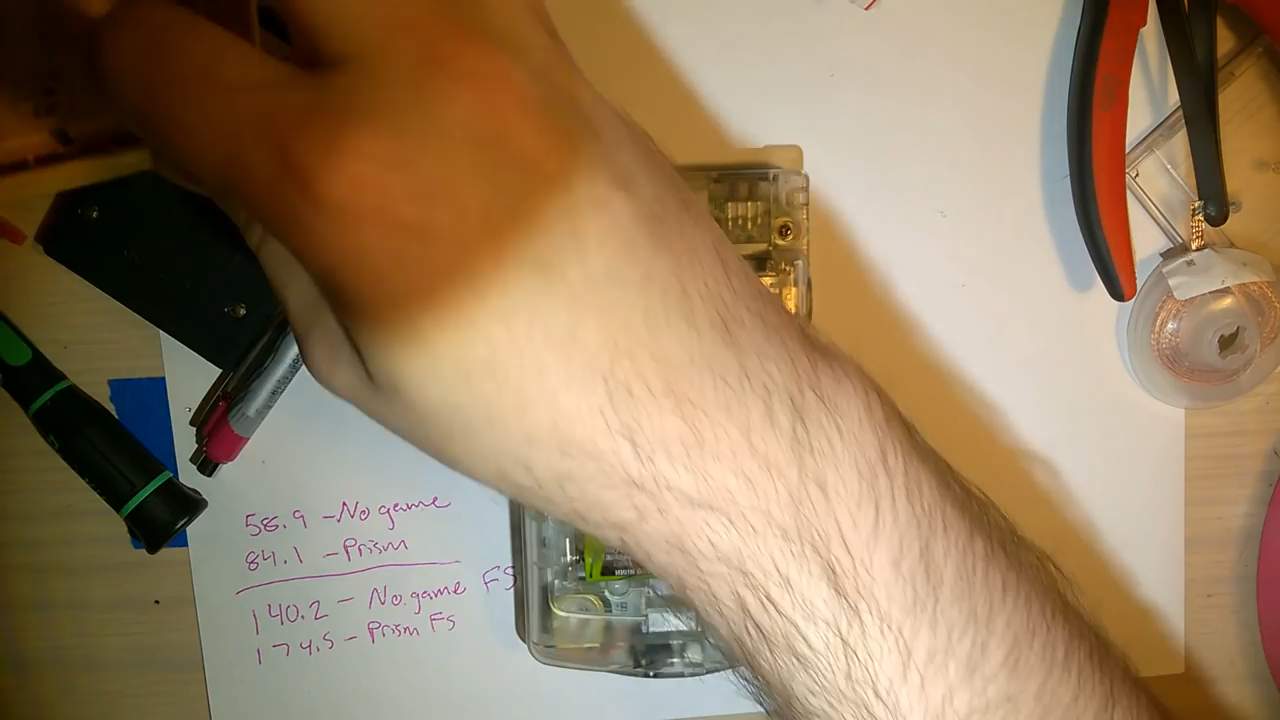 58.9 - No game
84.1 - Prism
140.2 - No game FS
174.5 - Prism FS